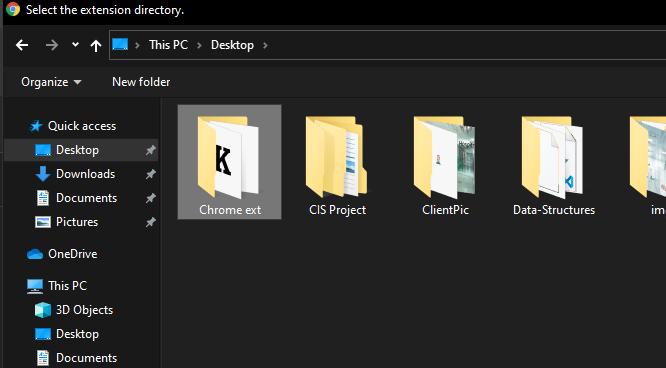 Select the extension directory.
This PC
Desktop
Organize
New folder
Quick access
Desktop
Downloads
Documents
Pictures
OneDrive
This PC
3D Objects
Desktop
Documents
K
Chrome ext
CIS Project
ClientPic
Data-Structures
im